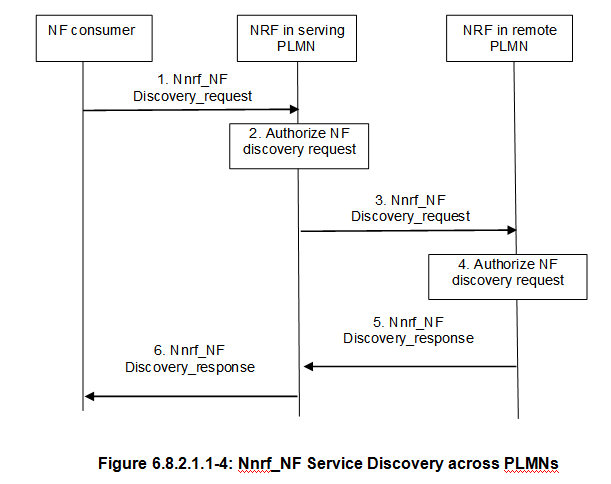 NF consumer
NRF in serving
PLMN
NRF in remote
PLMN
1. Nnrf_NF
Discovery_request
2. Authorize NF
discovery request
3. Nnrf_NF
Discovery_request
4. Authorize NF
discovery request
5. Nnrf_NF
Discovery_response
6. Nnrf_NF
Discovery_response
Figure 6.8.2.1.1-4: Nnrf_NF Service Discovery across PLMNs